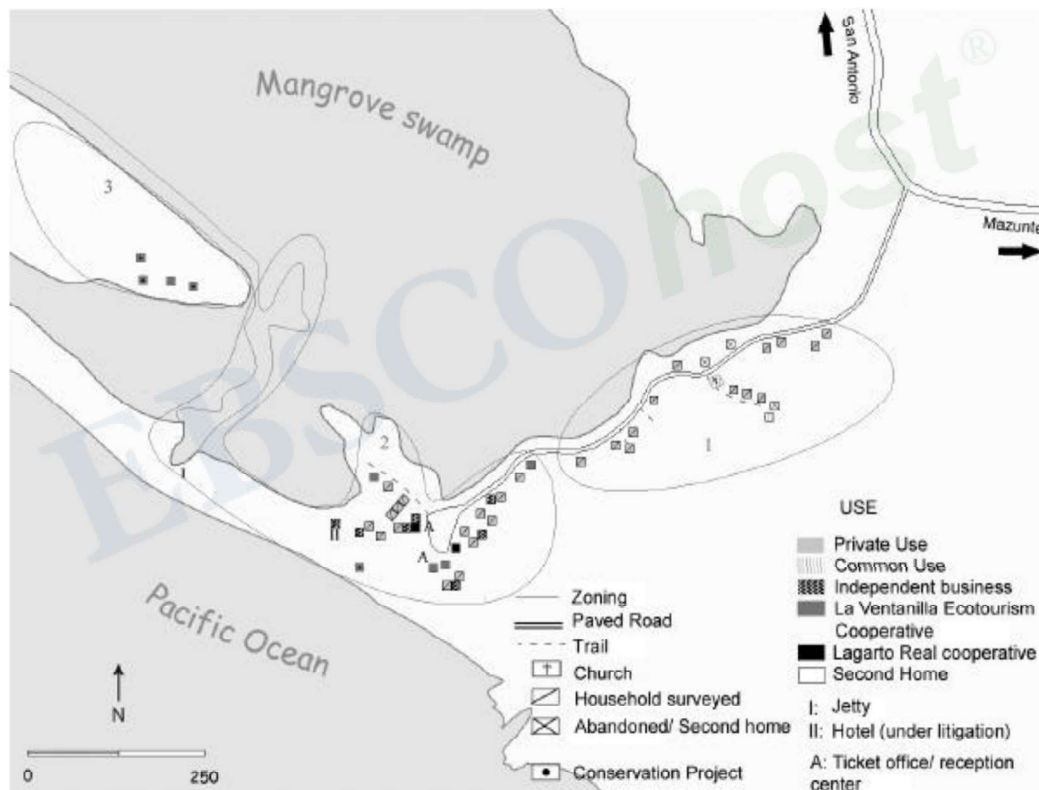 San Antonio
Mazunte
Mangrove swamp
EBSCOhost®
3
2
1
I
II
A
A
Pacific Ocean
N
0 250
Zoning
Paved Road
Trail
Church
Household surveyed
Abandoned/ Second home
Conservation Project
USE
Private Use
Common Use
Independent business
La Ventanilla Ecotourism
Cooperative
Lagarto Real cooperative
Second Home
I: Jetty
II: Hotel (under litigation)
A: Ticket office/ reception
center